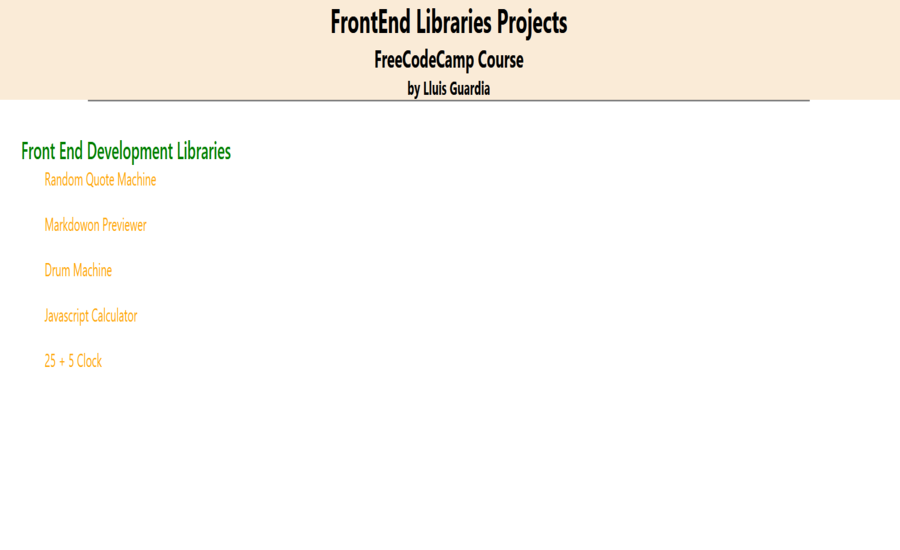 FrontEnd Libraries Projects
FreeCodeCamp Course
by Lluis Guardia
Front End Development Libraries
Random Quote Machine
Markdowon Previewer
Drum Machine
Javascript Calculator
25 + 5 Clock